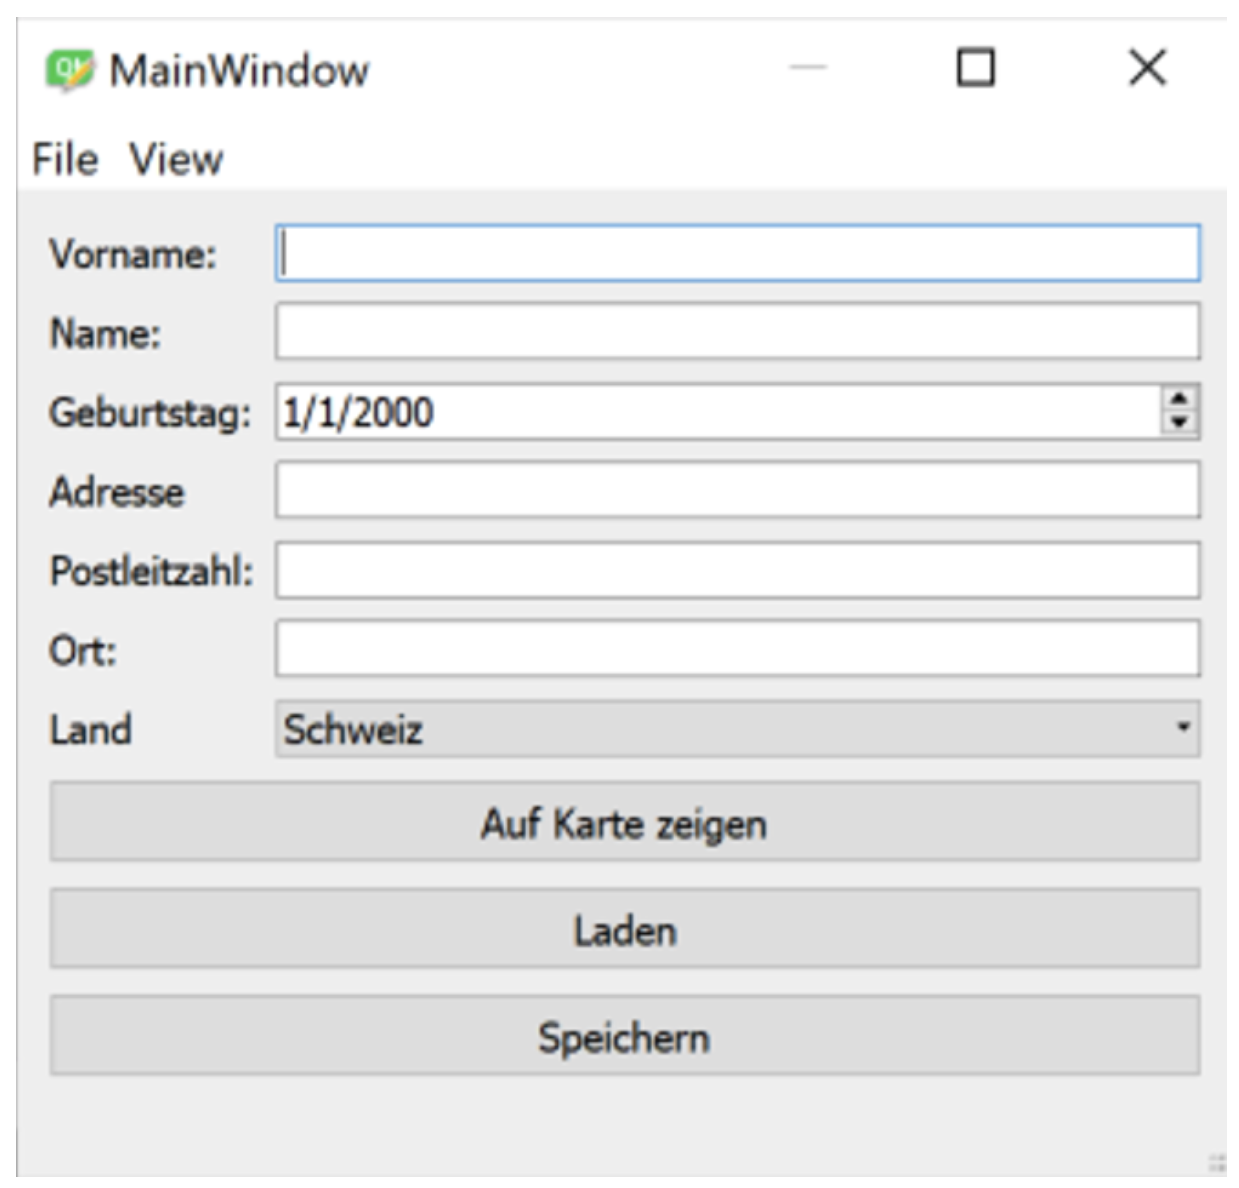 MainWindow
File View
Vorname:
Name:
Geburtstag: 1/1/2000
Adresse
Postleitzahl:
Ort:
Land Schweiz
Auf Karte zeigen
Laden
Speichern